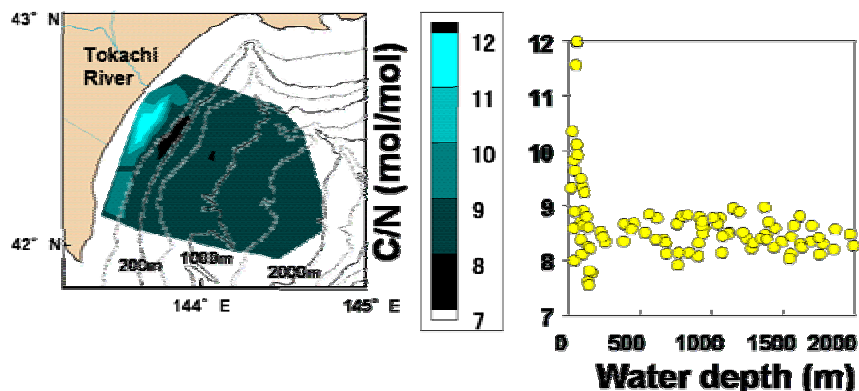 43° N
Tokachi
River
42° N
200m
1000m
2000m
144° E
145° E
C/N (mol/mol)
12
11
10
9
8
7
12
11
10
9
8
7
0
500
1000
1500
2000
Water depth (m)